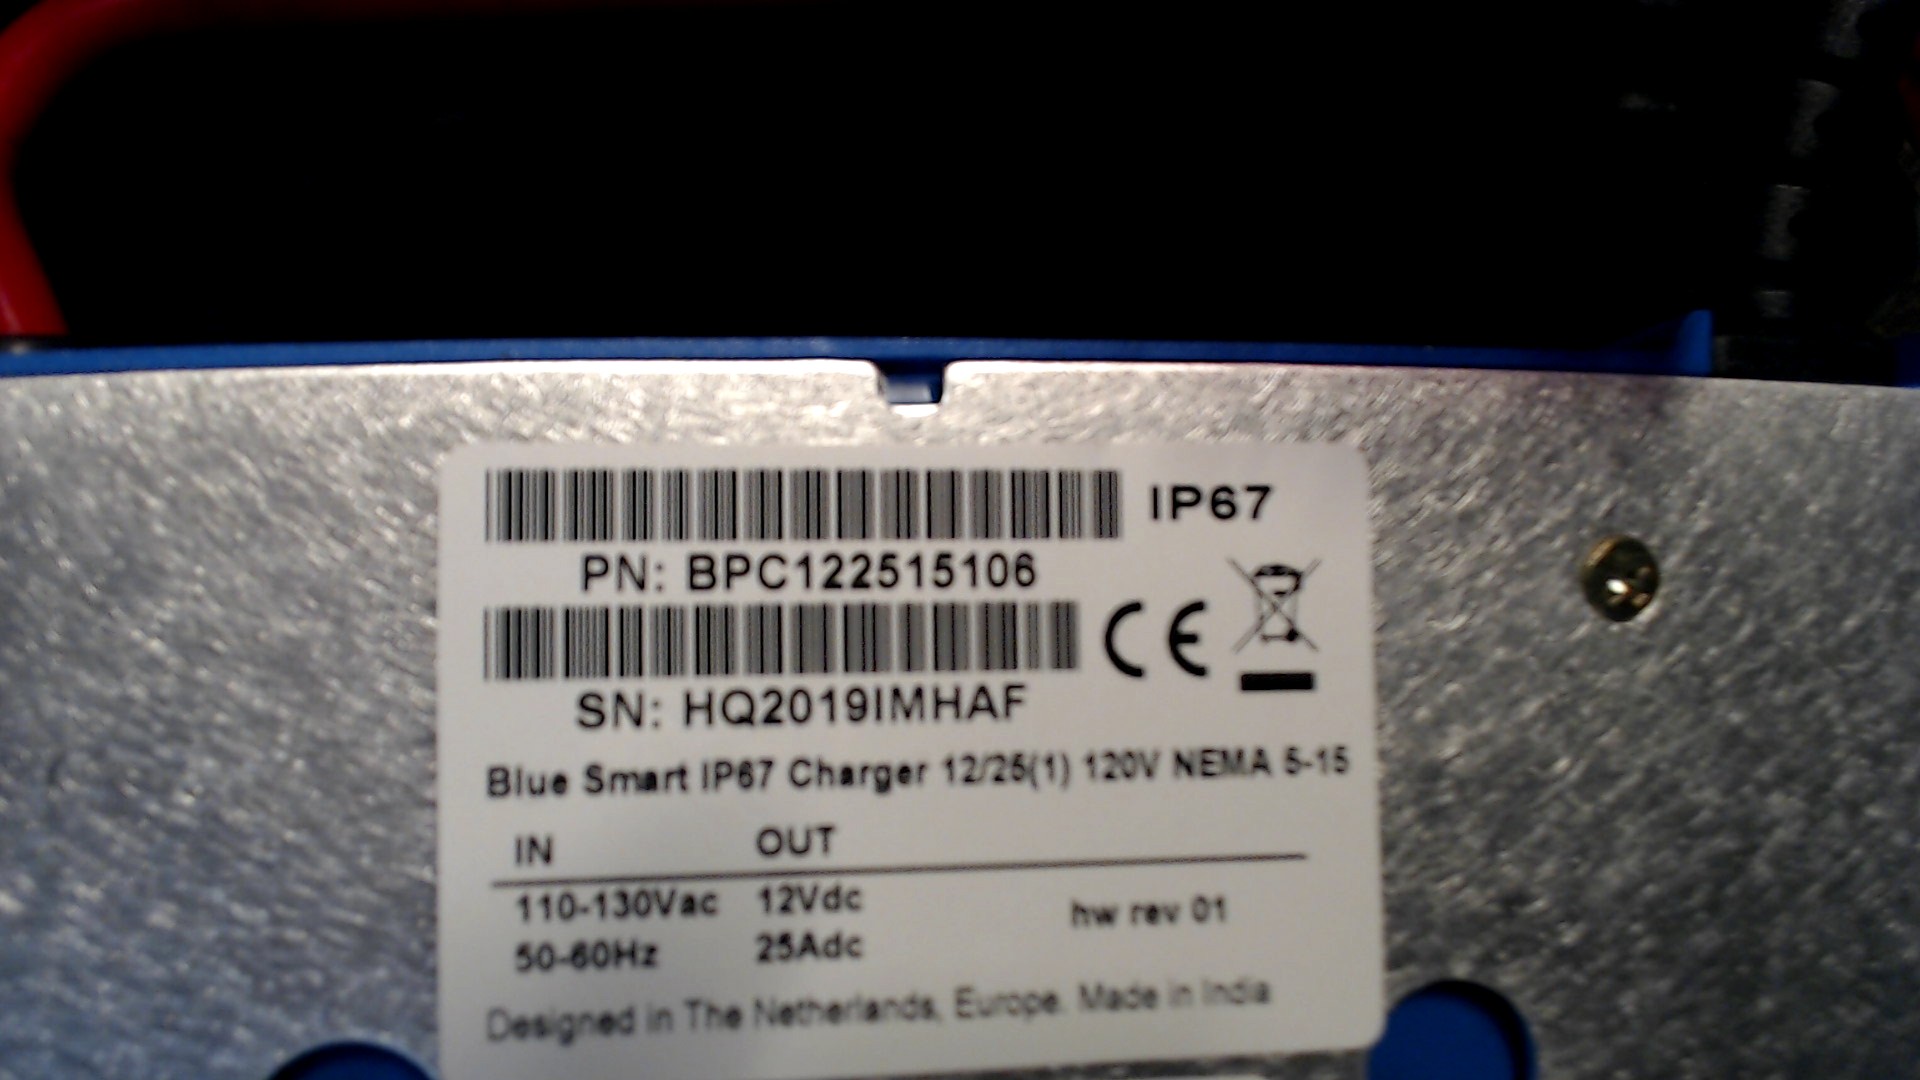 IP67
PN: BPC122515106
CE
SN: HQ2019IMHAF
Blue Smart IP67 Charger 12/25(1) 120V NEMA 5-15
IN OUT
110-130Vac 12Vdc
hw rev 01
50-60Hz 25Adc
Designed in The Netherlands, Europe. Made in India